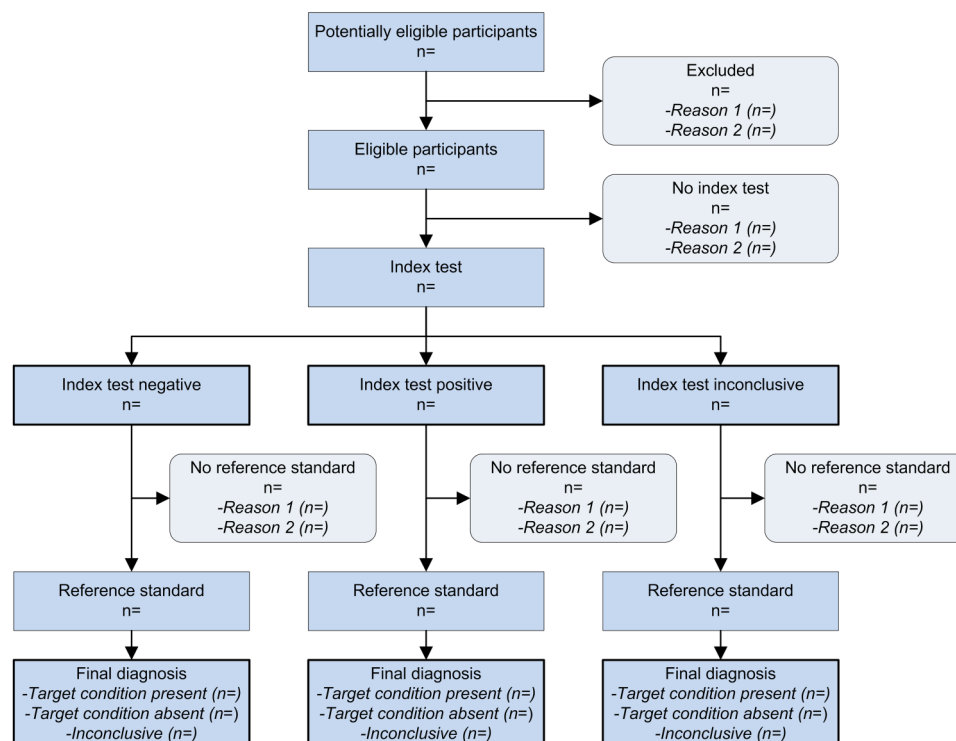 Potentially eligible participants
n=
Excluded
n=
-Reason 1 (n=)
-Reason 2 (n=)
Eligible participants
n=
No index test
n=
-Reason 1 (n=)
-Reason 2 (n=)
Index test
n=
Index test negative
n=
Index test positive
n=
Index test inconclusive
n=
No reference standard
n=
-Reason 1 (n=)
-Reason 2 (n=)
No reference standard
n=
-Reason 1 (n=)
-Reason 2 (n=)
No reference standard
n=
-Reason 1 (n=)
-Reason 2 (n=)
Reference standard
n=
Reference standard
n=
Reference standard
n=
Final diagnosis
-Target condition present (n=)
-Target condition absent (n=)
-Inconclusive (n=)
Final diagnosis
-Target condition present (n=)
-Target condition absent (n=)
-Inconclusive (n=)
Final diagnosis
-Target condition present (n=)
-Target condition absent (n=)
-Inconclusive (n=)